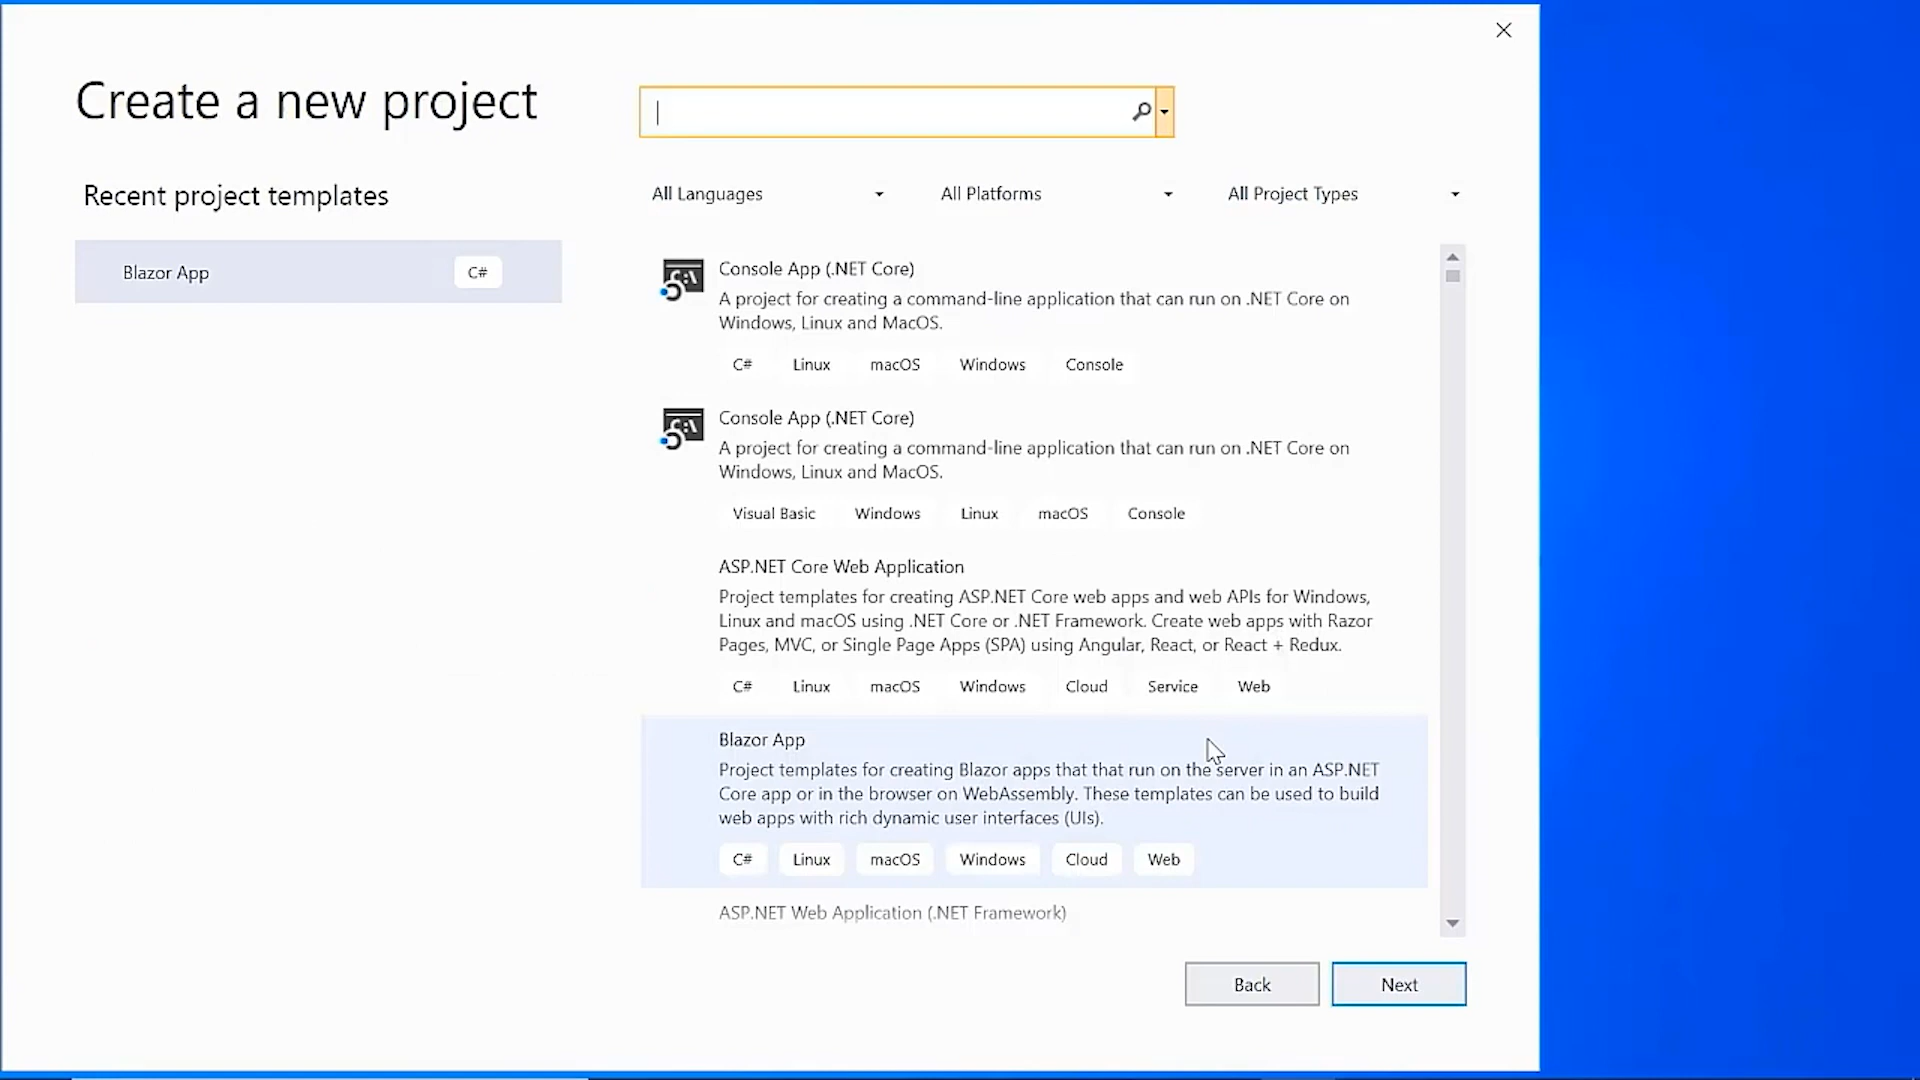 Create a new project
Recent project templates
Blazor App
C#
All Languages
All Platforms
All Project Types
Console App (.NET Core)
A project for creating a command-line application that can run on .NET Core on
Windows, Linux and MacOS.
C# Linux macOS Windows Console
Console App (.NET Core)
A project for creating a command-line application that can run on .NET Core on
Windows, Linux and MacOS.
Visual Basic Windows Linux macOS Console
ASP.NET Core Web Application
Project templates for creating ASP.NET Core web apps and web APIs for Windows,
Linux and macOS using .NET Core or .NET Framework. Create web apps with Razor
Pages, MVC, or Single Page Apps (SPA) using Angular, React, or React + Redux.
C# Linux macOS Windows Cloud Service Web
Blazor App
Project templates for creating Blazor apps that that run on the server in an ASP.NET
Core app or in the browser on WebAssembly. These templates can be used to build
web apps with rich dynamic user interfaces (UIs).
C# Linux macOS Windows Cloud Web
ASP.NET Web Application (.NET Framework)
Back
Next